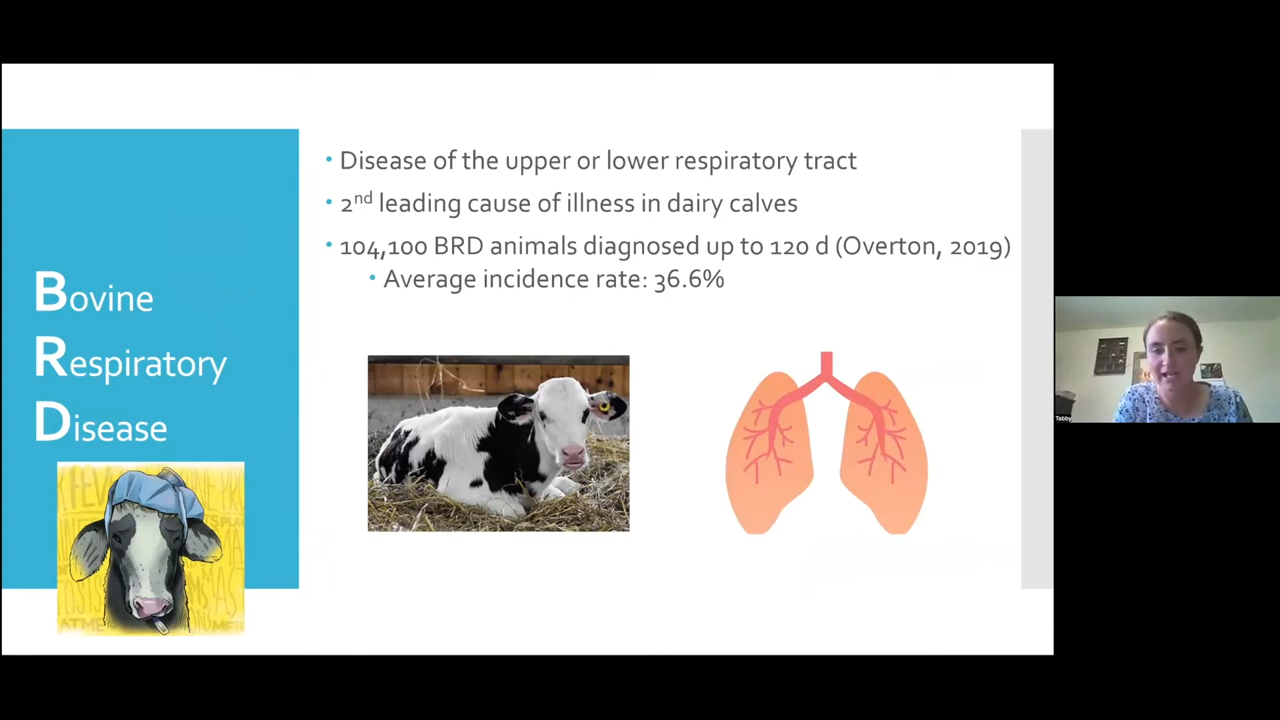 Bovine
Respiratory
Disease
• Disease of the upper or lower respiratory tract
• 2nd leading cause of illness in dairy calves
• 104,100 BRD animals diagnosed up to 120 d (Overton, 2019)
• Average incidence rate: 36.6%
Tabby